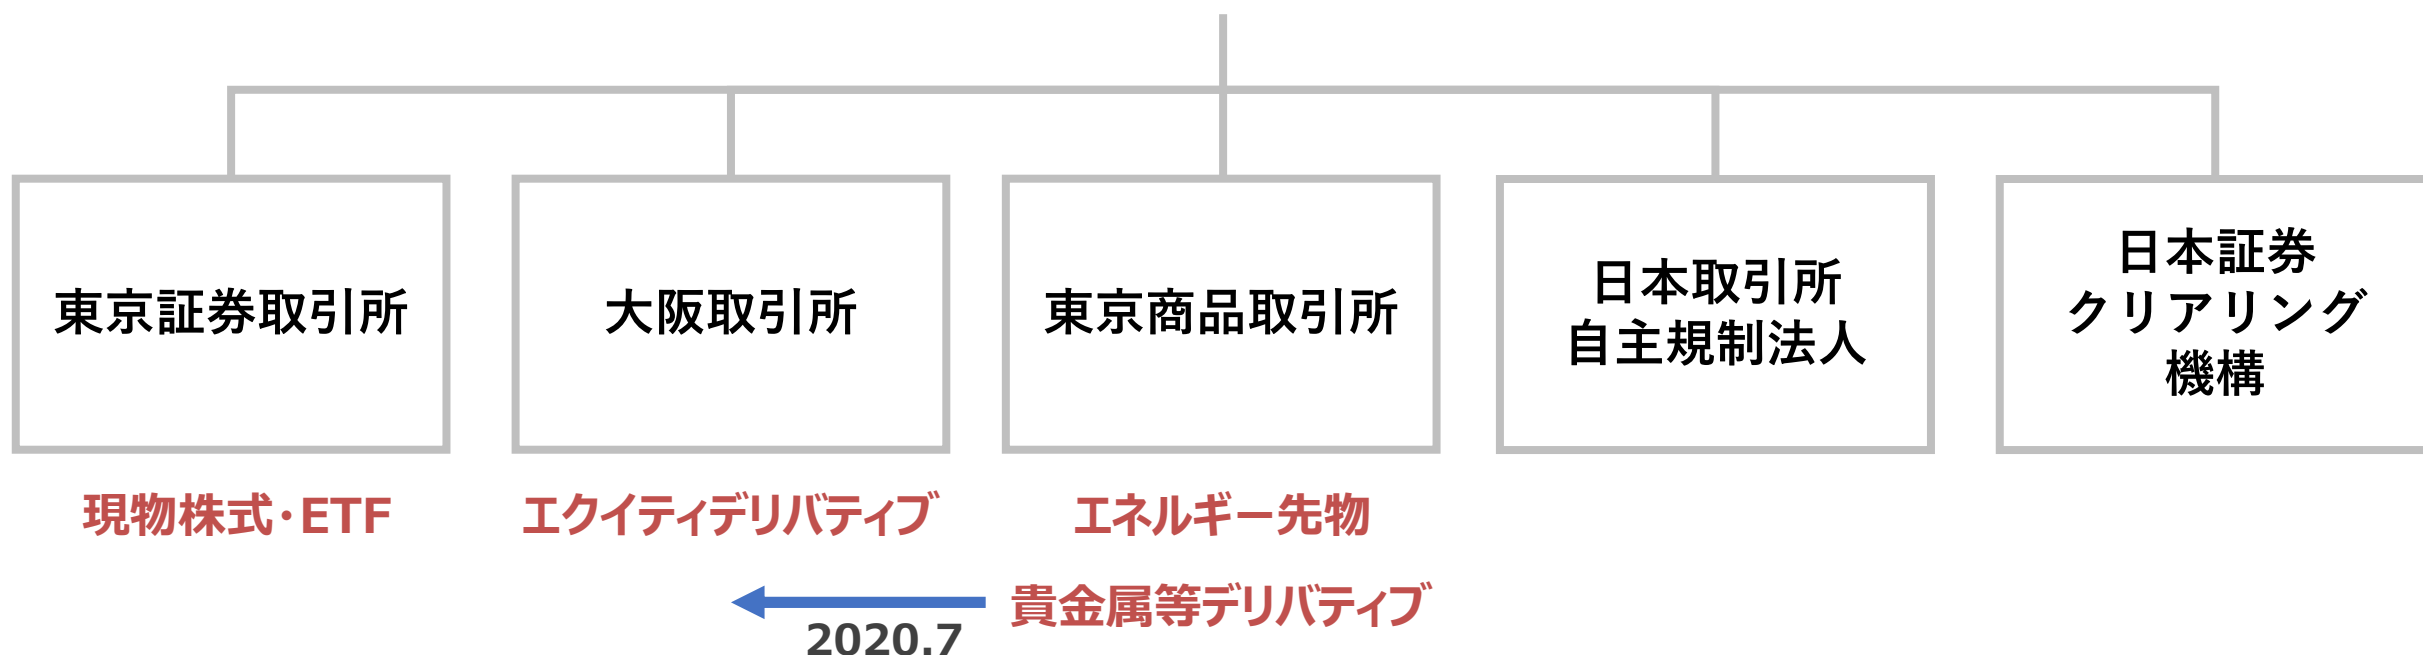 東京証券取引所
大阪取引所
東京商品取引所
日本取引所
自主規制法人
日本証券
クリアリング
機構
現物株式・ETF
エクイティデリバティブ
エネルギー先物
貴金属等デリバティブ
2020.7